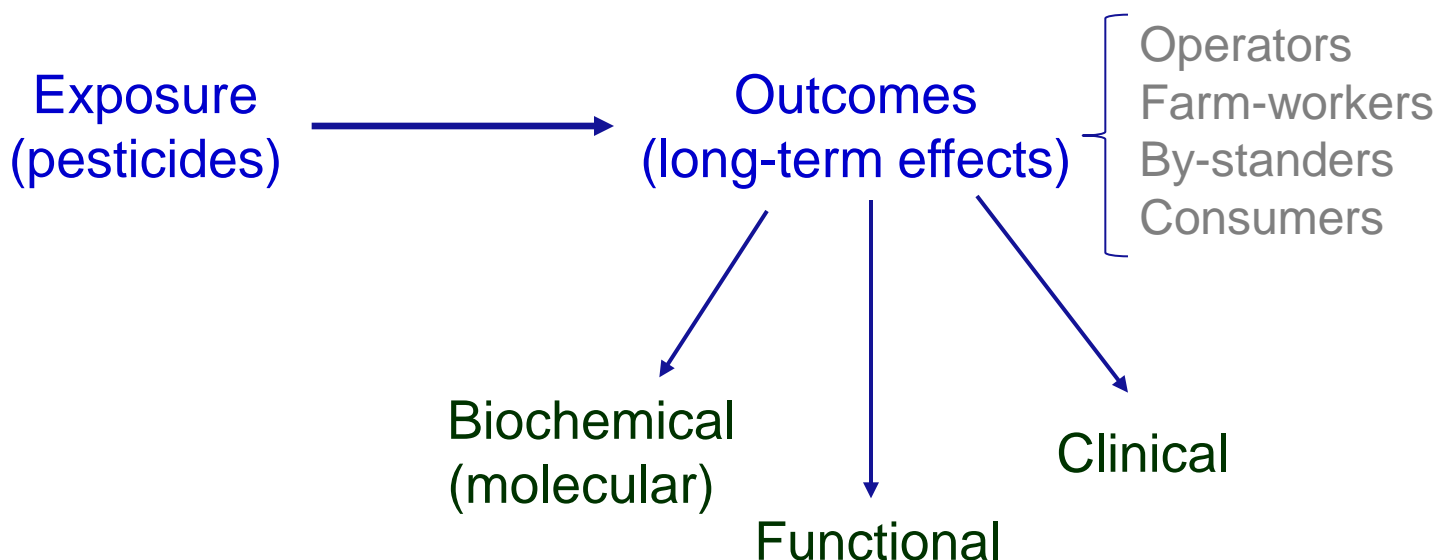 Exposure
(pesticides)
Outcomes
(long-term effects)
Operators
Farm-workers
By-standers
Consumers
Biochemical
(molecular)
Functional
Clinical